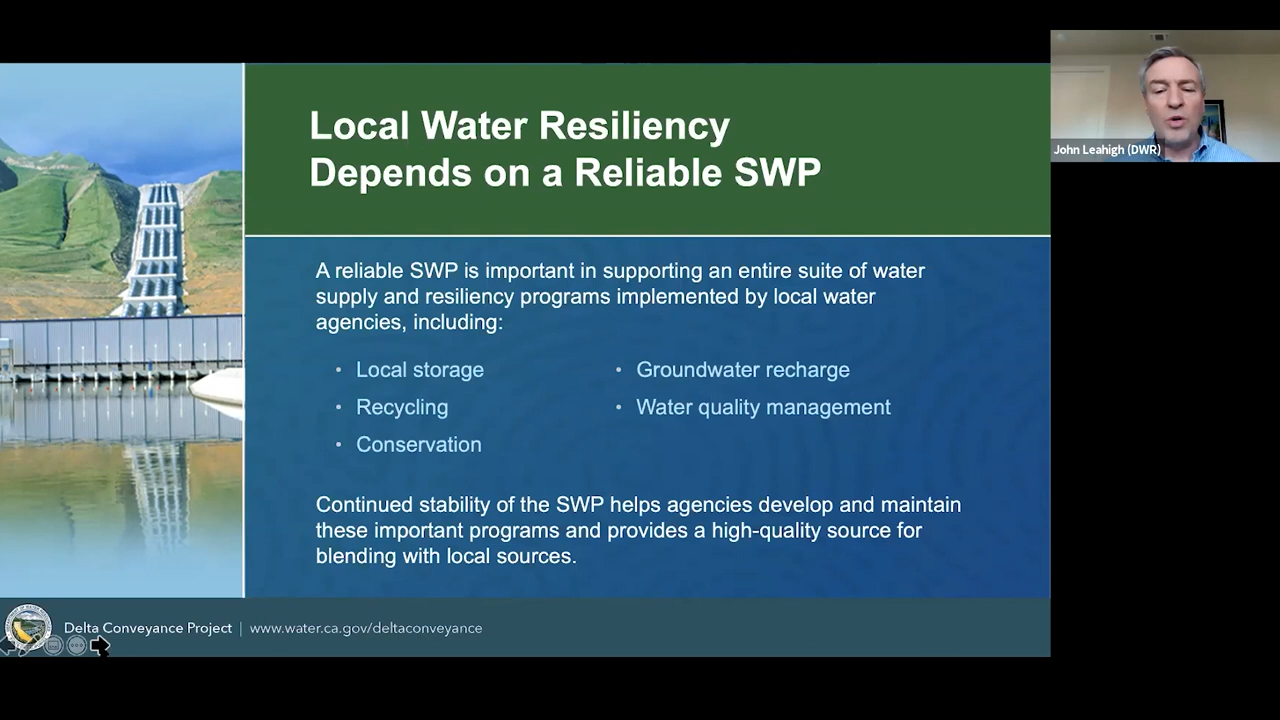 Local Water Resiliency
Depends on a Reliable SWP
A reliable SWP is important in supporting an entire suite of water
supply and resiliency programs implemented by local water
agencies, including:
• Local storage
• Recycling
• Conservation
• Groundwater recharge
• Water quality management
Continued stability of the SWP helps agencies develop and maintain
these important programs and provides a high-quality source for
blending with local sources.
Delta Conveyance Project | www.water.ca.gov/deltaconveyance
John Leahigh (DWR)